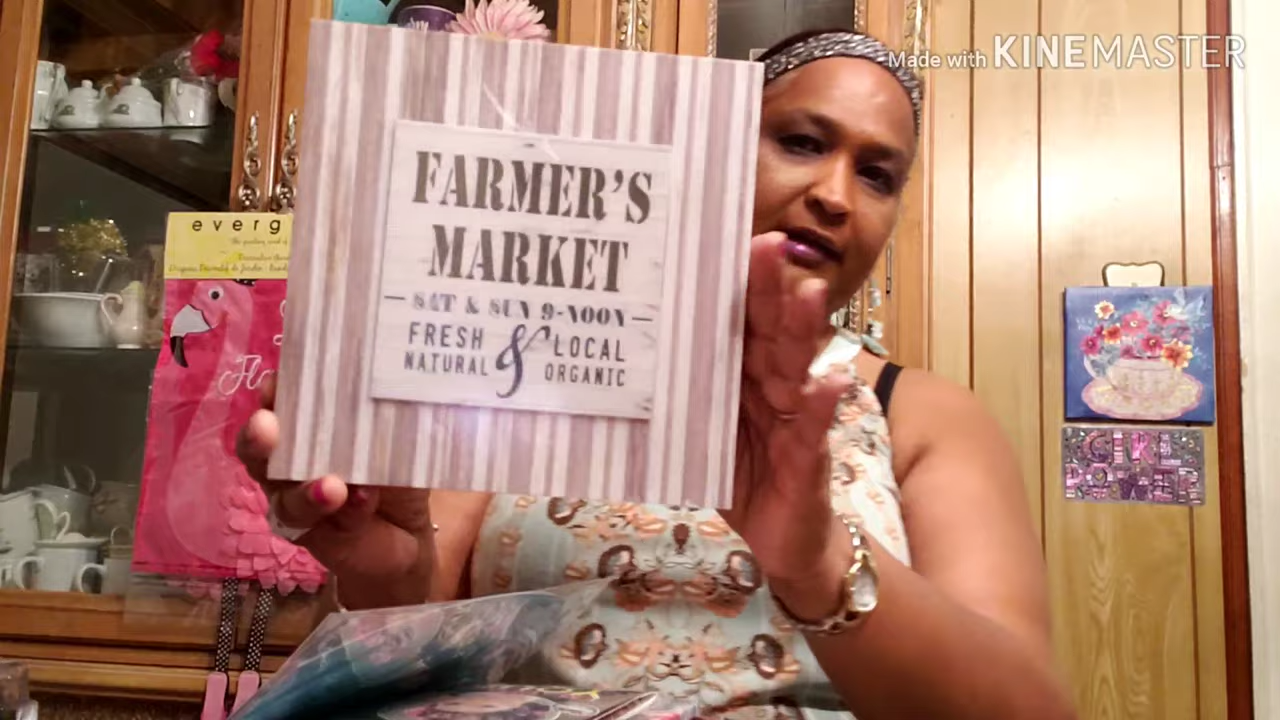 Made with KINEMASTER
FARMER'S
MARKET
SAT & SUN 9-NOON
FRESH & LOCAL
NATURAL ORGANIC
everg
GIRL
POWER